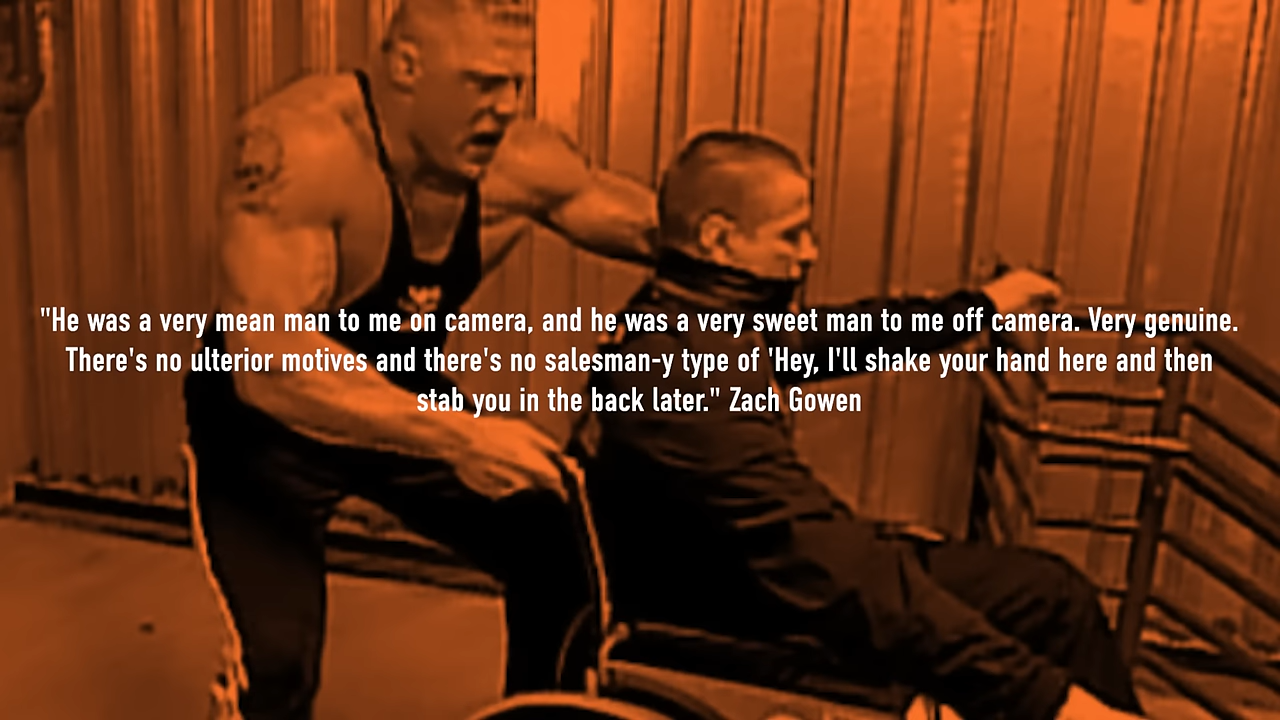 "He was a very mean man to me on camera, and he was a very sweet man to me off camera. Very genuine.
There's no ulterior motives and there's no salesman-y type of 'Hey, I'll shake your hand here and then
stab you in the back later." Zach Gowen